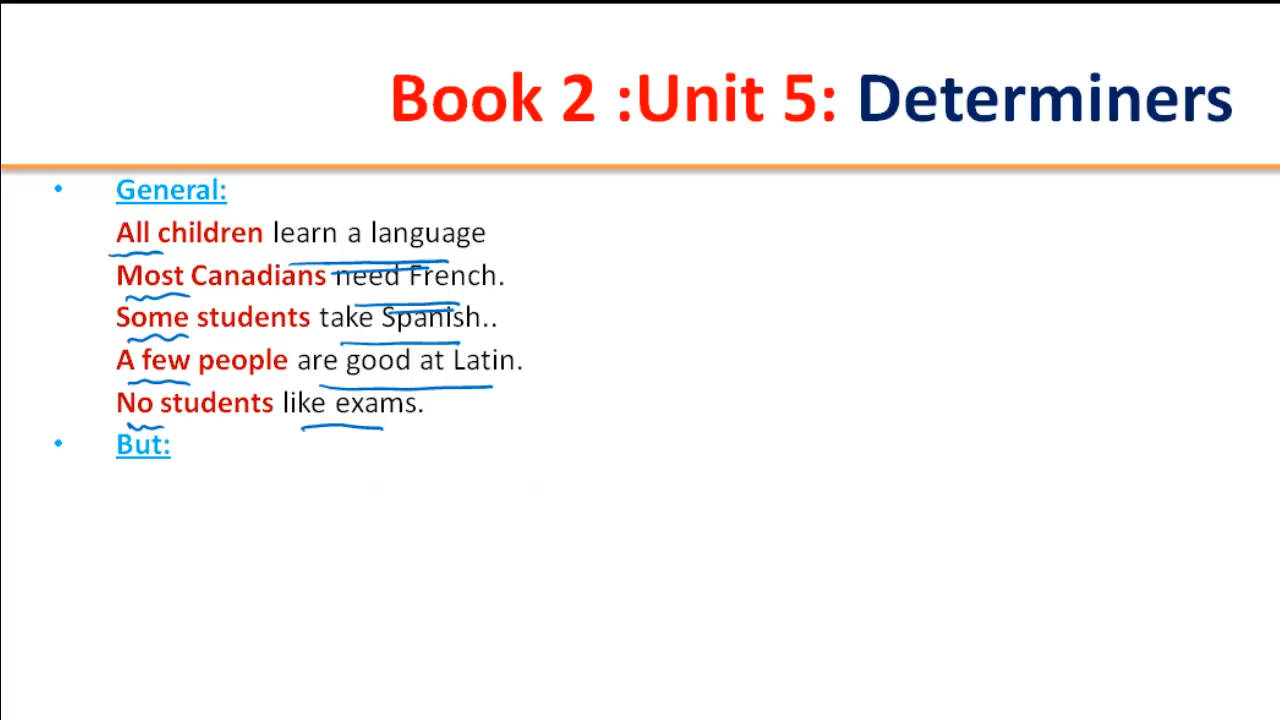 Book 2 :Unit 5: Determiners
• General:
All children learn a language
Most Canadians need French.
Some students take Spanish..
A few people are good at Latin.
No students like exams.
• But: